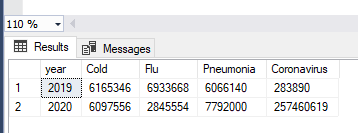 110 %
Results Messages
year Cold Flu Pneumonia Coronavirus
1 2019 6165346 6933668 6066140 283890
2 2020 6097556 2845554 7792000 257460619